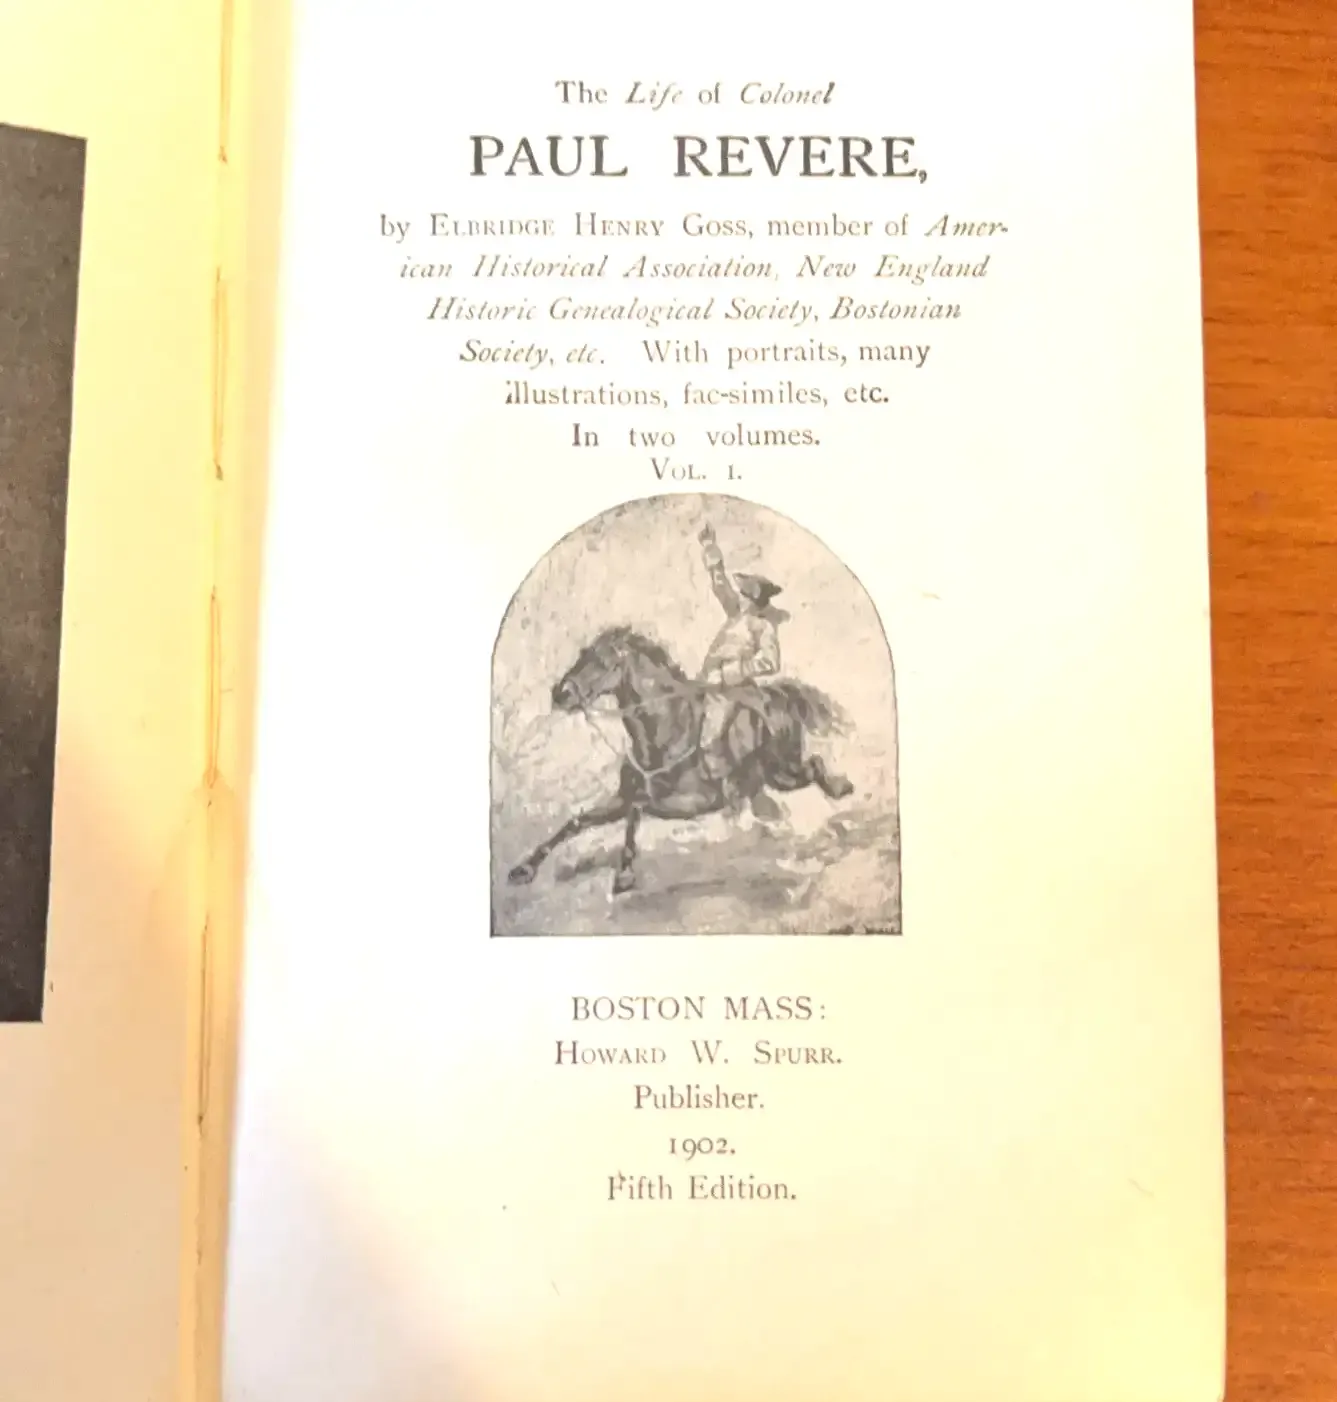 The Life of Colonel
PAUL REVERE,
by ELBRIDGE HENRY GOSS, member of Amer-
ican Historical Association, New England
Historic Genealogical Society, Bostonian
Society, etc. With portraits, many
illustrations, fac-similes, etc.
In two volumes.
VOL. I.
BOSTON MASS:
HOWARD W. SPURR.
Publisher.
1902.
Fifth Edition.